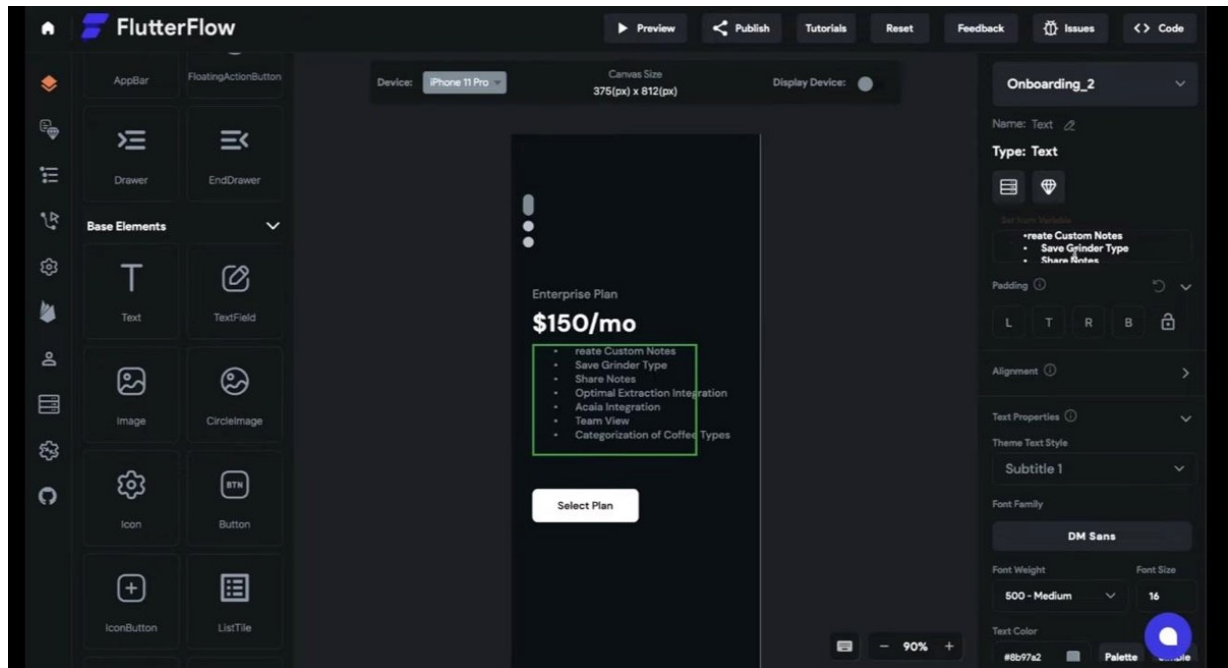 FlutterFlow
Preview
Publish
Tutorials
Reset
Feedback
Issues
<> Code
AppBar
FloatingActionButton
Drawer
EndDrawer
Base Elements
T
Text
TextField
Image
CircleImage
BTN
Icon
Button
IconButton
ListTile
Device:
iPhone 11 Pro
Canvas Size
375(px) x 812(px)
Display Device:
Enterprise Plan
$150/mo
• reate Custom Notes
• Save Grinder Type
• Share Notes
• Optimal Extraction Integration
• Acaia Integration
• Team View
• Categorization of Coffee Types
Select Plan
- 90% +
Onboarding_2
Name: Text
Type: Text
Set from Variable
•reate Custom Notes
• Save Grinder Type
• Share Notes
Padding
L T R B
Alignment
Text Properties
Theme Text Style
Subtitle 1
Font Family
DM Sans
Font Weight
Font Size
500 - Medium
16
Text Color
#8b97a2
Palette